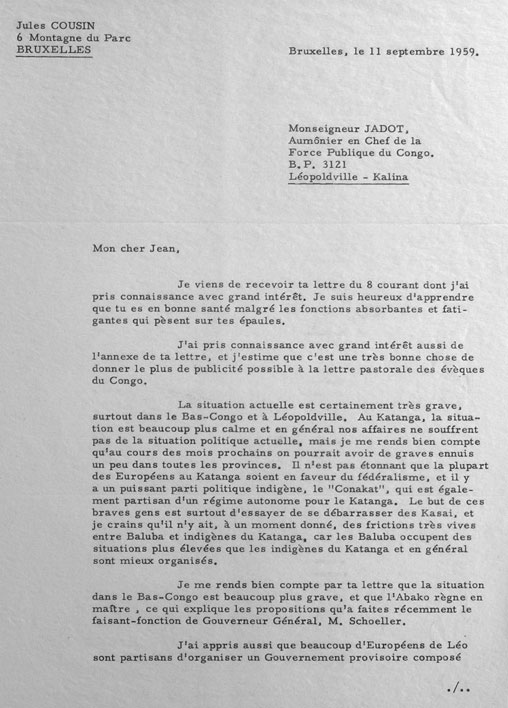 Jules COUSIN
6 Montagne du Parc
BRUXELLES
Bruxelles, le 11 septembre 1959.
Monseigneur JADOT,
Aumônier en Chef de la
Force Publique du Congo.
B.P. 3121
Léopoldville - Kalina
Mon cher Jean,
Je viens de recevoir ta lettre du 8 courant dont j'ai
pris connaissance avec grand intérêt. Je suis heureux d'apprendre
que tu es en bonne santé malgré les fonctions absorbantes et fati-
gantes qui pèsent sur tes épaules.
J'ai pris connaissance avec grand intérêt aussi de
l'annexe de ta lettre, et j'estime que c'est une très bonne chose de
donner le plus de publicité possible à la lettre pastorale des évèques
du Congo.
La situation actuelle est certainement très grave,
surtout dans le Bas-Congo et à Léopoldville. Au Katanga, la situa-
tion est beaucoup plus calme et en général nos affaires ne souffrent
pas de la situation politique actuelle, mais je me rends bien compte
qu'au cours des mois prochains on pourrait avoir de graves ennuis
un peu dans toutes les provinces. Il n'est pas étonnant que la plupart
des Européens au Katanga soient en faveur du fédéralisme, et il y
a un puissant parti politique indigène, le "Conakat", qui est égale-
ment partisan d'un régime autonome pour le Katanga. Le but de ces
braves gens est surtout d'essayer de se débarrasser des Kasai, et
je crains qu'il n'y ait, à un moment donné, des frictions très vives
entre Baluba et indigènes du Katanga, car les Baluba occupent des
situations plus élevées que les indigènes du Katanga et en général
sont mieux organisés.
Je me rends bien compte par ta lettre que la situation
dans le Bas-Congo est beaucoup plus grave, et que l'Abako règne en
maître , ce qui explique les propositions qu'a faites récemment le
faisant-fonction de Gouverneur Général, M. Schoeller.
J'ai appris aussi que beaucoup d'Européens de Léo
sont partisans d'organiser un Gouvernement provisoire composé
./..